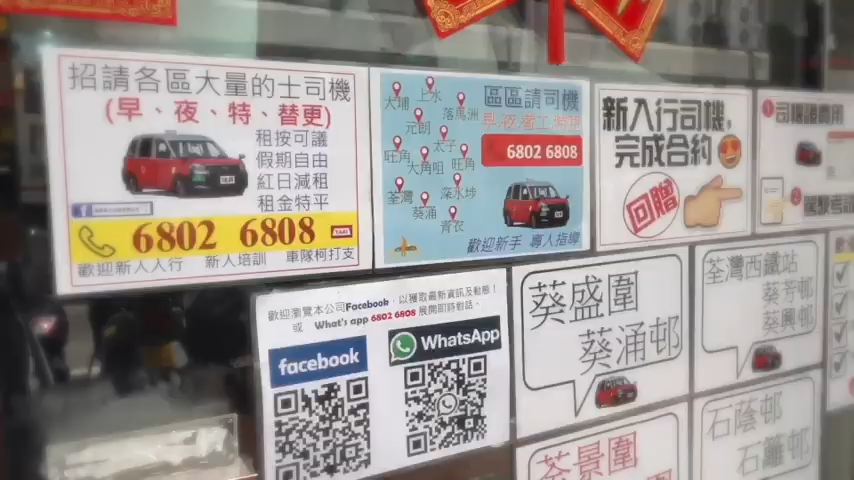 招請各區大量的士司機
(早、夜、特、替更)
租按可議
假期自由
紅日減租
租金特平
6802 6808
TAXI
歡迎新人入行 新人培訓 車隊柯打支
區區請司機
6802 6808
大埔
上水
落馬洲
元朗
太子
旺角
大角咀
旺角
荃灣
深水埗
葵涌
青衣
歡迎新手 專人指導
新入行司機,
完成合約
回贈
歡迎瀏覽本公司Facebook, 以獲取最新資訊及動態!
或 What's app 6802 6808 展開即時對話。
facebook
WhatsApp
葵盛圍
葵涌邨
荃灣西鐵站
葵芳邨
葵興邨
荃景圍
石蔭邨
石籬邨